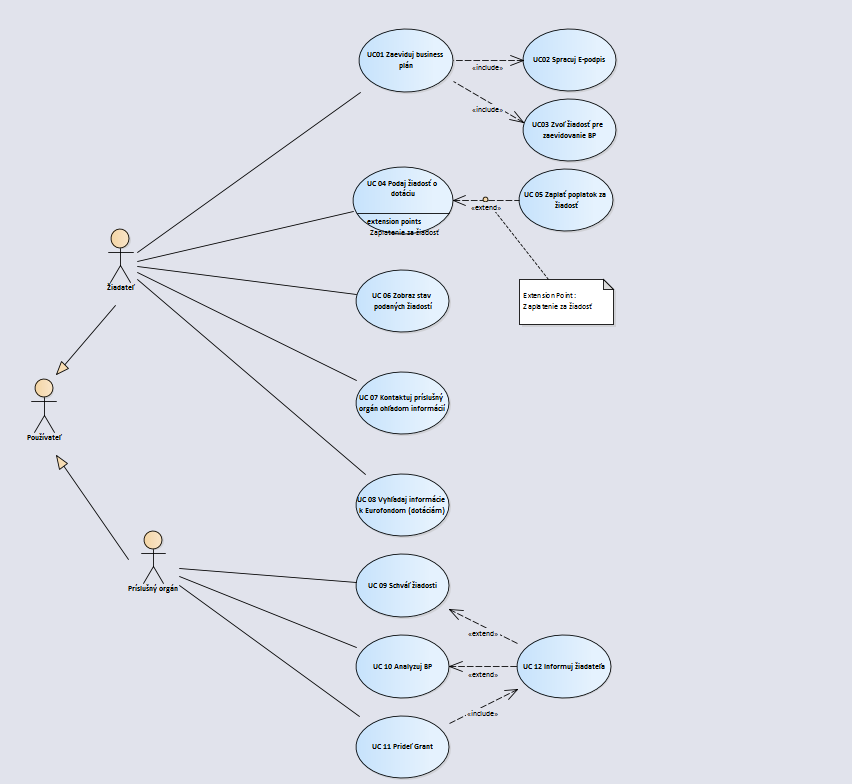 UC01 Zaeviduj business
plán
«include»
UC02 Spracuj E-podpis
«include»
UC03 Zvoľ žiadosť pre
zaevidovanie BP
UC 04 Podaj žiadosť o
dotáciu
extension points
Zaplatenie za žiadosť
«extend»
UC 05 Zaplať poplatok za
žiadosť
Žiadateľ
UC 06 Zobraz stav
podaných žiadostí
Extension Point :
Zaplatenie za žiadosť
UC 07 Kontaktuj príslušný
orgán ohľadom informácií
Používateľ
UC 08 Vyhľadaj informácie
k Eurofondom (dotáciám)
Príslušný orgán
UC 09 Schváľ žiadosti
«extend»
UC 10 Analyzuj BP
«extend»
UC 12 Informuj žiadateľa
«include»
UC 11 Prideľ Grant